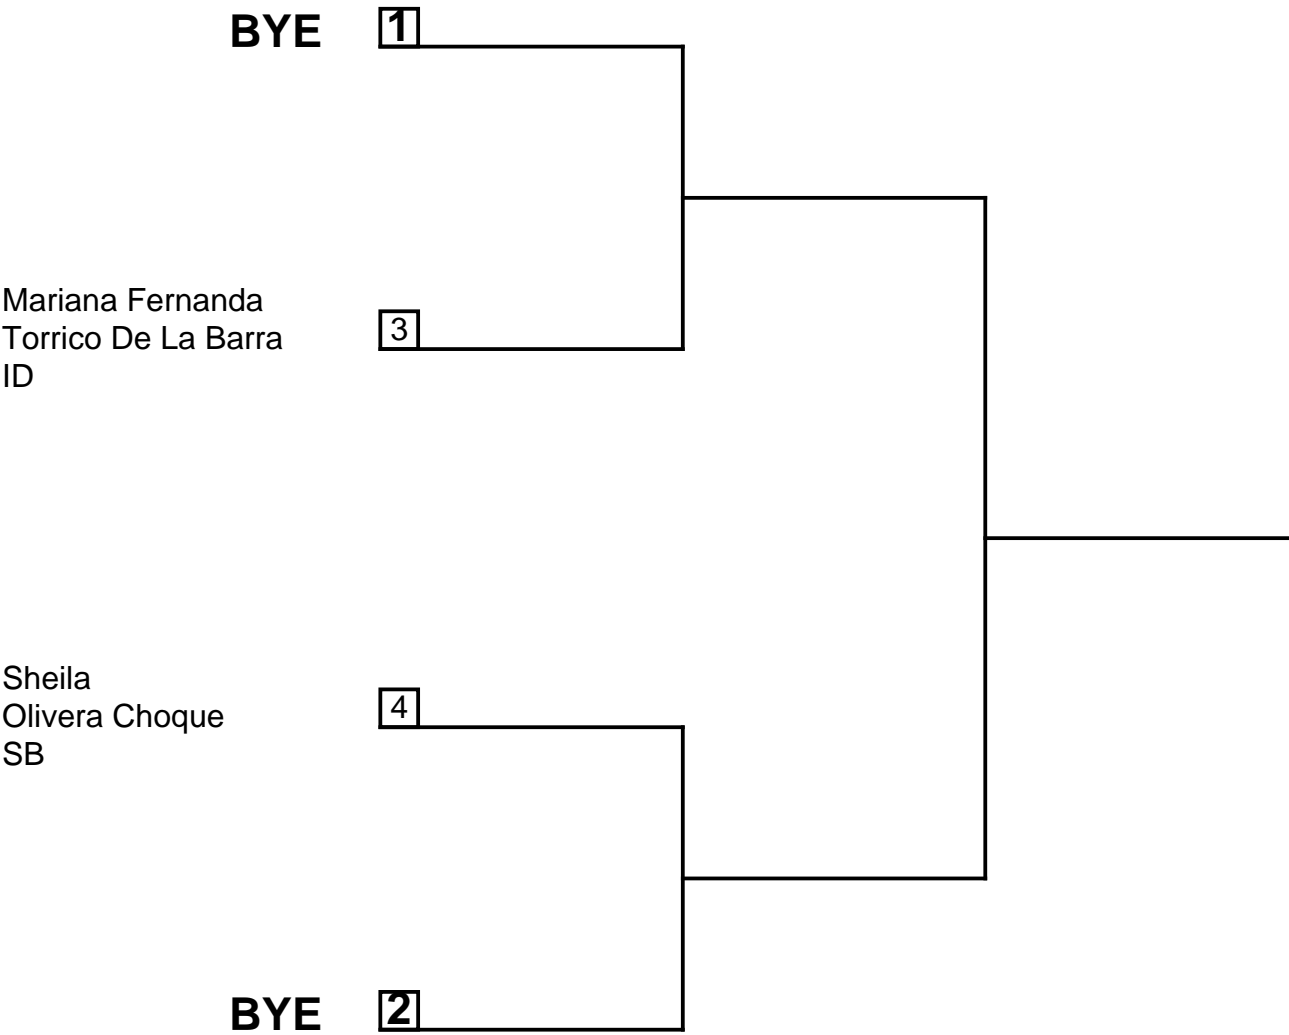 BYE 1
Mariana Fernanda
Torrico De La Barra 3
ID
Sheila
Olivera Choque 4
SB
BYE 2